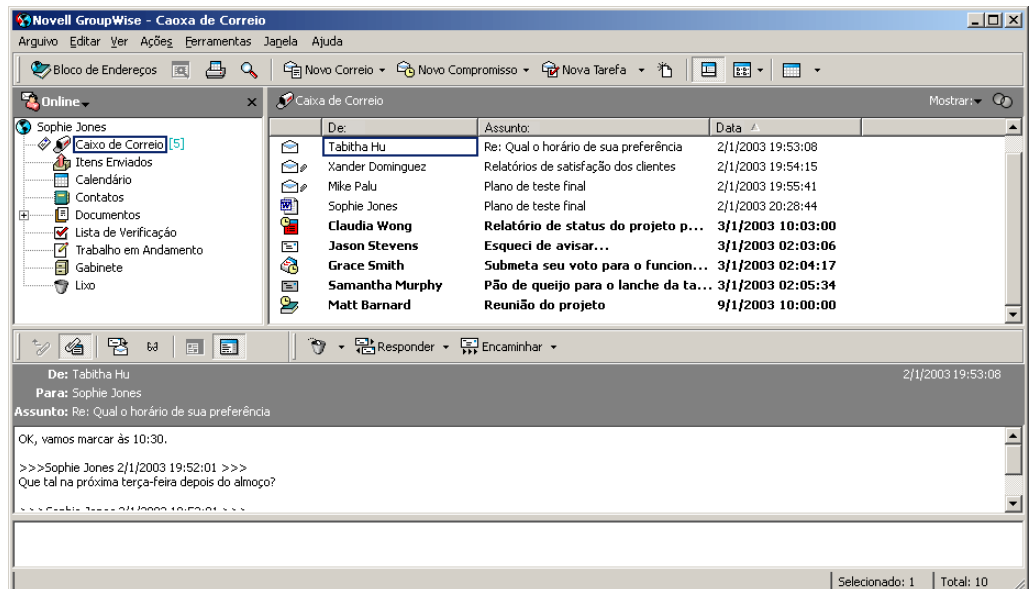 Novell GroupWise - Caoxa de Correio
Arquivo Editar Ver Ações Ferramentas Janela Ajuda
Bloco de Endereços Novo Correio Novo Compromisso Nova Tarefa
Online
Caixa de Correio Mostrar:
Sophie Jones
Caixo de Correio [5]
Itens Enviados
Calendário
Contatos
Documentos
Lista de Verificação
Trabalho em Andamento
Gabinete
Lixo
De: Assunto: Data
Tabitha Hu Re: Qual o horário de sua preferência 2/1/2003 19:53:08
Xander Dominguez Relatórios de satisfação dos clientes 2/1/2003 19:54:15
Mike Palu Plano de teste final 2/1/2003 19:55:41
Sophie Jones Plano de teste final 2/1/2003 20:28:44
Claudia Wong Relatório de status do projeto p... 3/1/2003 10:03:00
Jason Stevens Esqueci de avisar... 3/1/2003 02:03:06
Grace Smith Submeta seu voto para o funcion... 3/1/2003 02:04:17
Samantha Murphy Pão de queijo para o lanche da ta... 3/1/2003 02:05:34
Matt Barnard Reunião do projeto 9/1/2003 10:00:00
Responder Encaminhar
De: Tabitha Hu 2/1/2003 19:53:08
Para: Sophie Jones
Assunto: Re: Qual o horário de sua preferência
OK, vamos marcar às 10:30.
>>>Sophie Jones 2/1/2003 19:52:01 >>>
Que tal na próxima terça-feira depois do almoço?
Selecionado: 1 Total: 10